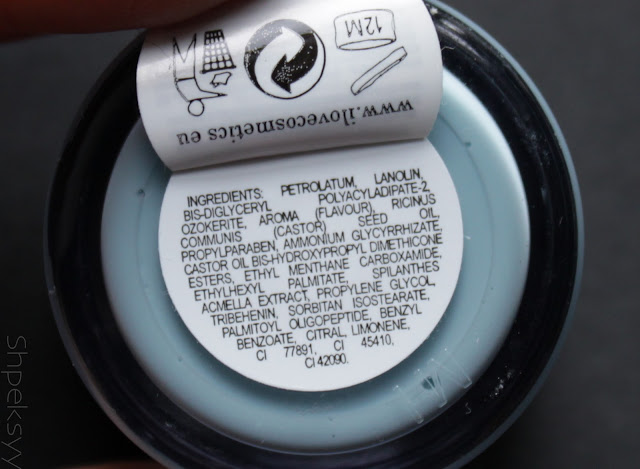 12M
www.ilovecosmetics eu
INGREDIENTS: PETROLATUM, LANOLIN,
BIS-DIGLYCERYL POLYACYLADIPATE-2,
OZOKERITE, AROMA (FLAVOUR), RICINUS
COMMUNIS (CASTOR) SEED OIL,
PROPYLPARABEN, AMMONIUM GLYCYRRHIZATE,
CASTOR OIL BIS-HYDROXYPROPYL DIMETHICONE
ESTERS, ETHYL MENTHANE CARBOXAMIDE,
ETHYLHEXYL PALMITATE, SPILANTHES
ACMELLA EXTRACT, PROPYLENE GLYCOL,
TRIBEHENIN, SORBITAN ISOSTEARATE,
PALMITOYL OLIGOPEPTIDE, BENZYL
BENZOATE, CITRAL, LIMONENE,
CI 77891, CI 45410,
CI 42090.
Shpeksyy